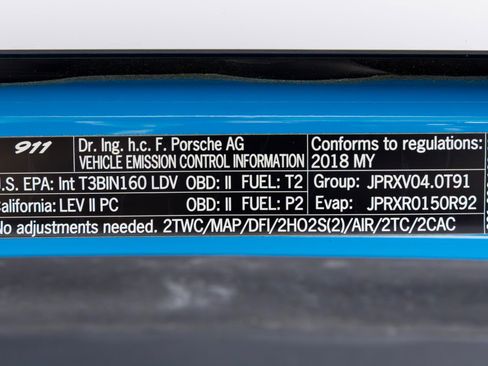 911 Dr. Ing. h.c. F. Porsche AG Conforms to regulations:
VEHICLE EMISSION CONTROL INFORMATION 2018 MY
U.S. EPA: Int T3BIN160 LDV OBD: II FUEL: T2 Group: JPRXV04.0T91
California: LEV II PC OBD: II FUEL: P2 Evap: JPRXR0150R92
No adjustments needed. 2TWC/MAP/DFI/2HO2S(2)/AIR/2TC/2CAC